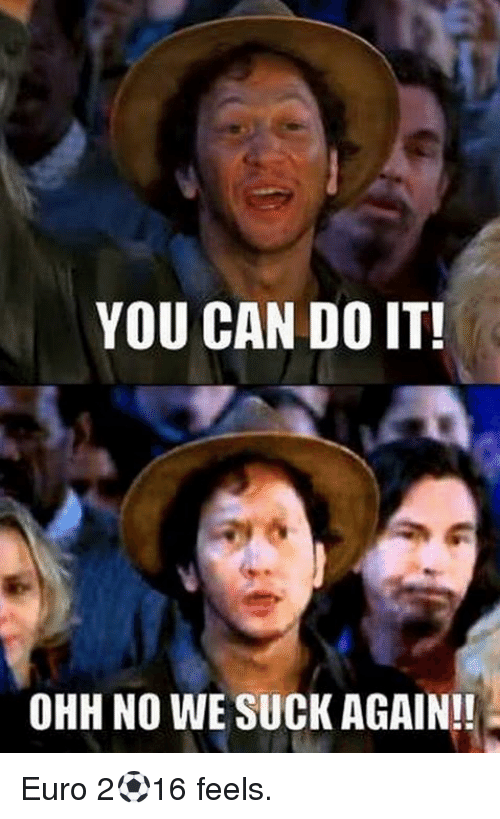 YOU CAN DO IT!
OHH NO WE SUCK AGAIN!!
Euro 2⚽16 feels.